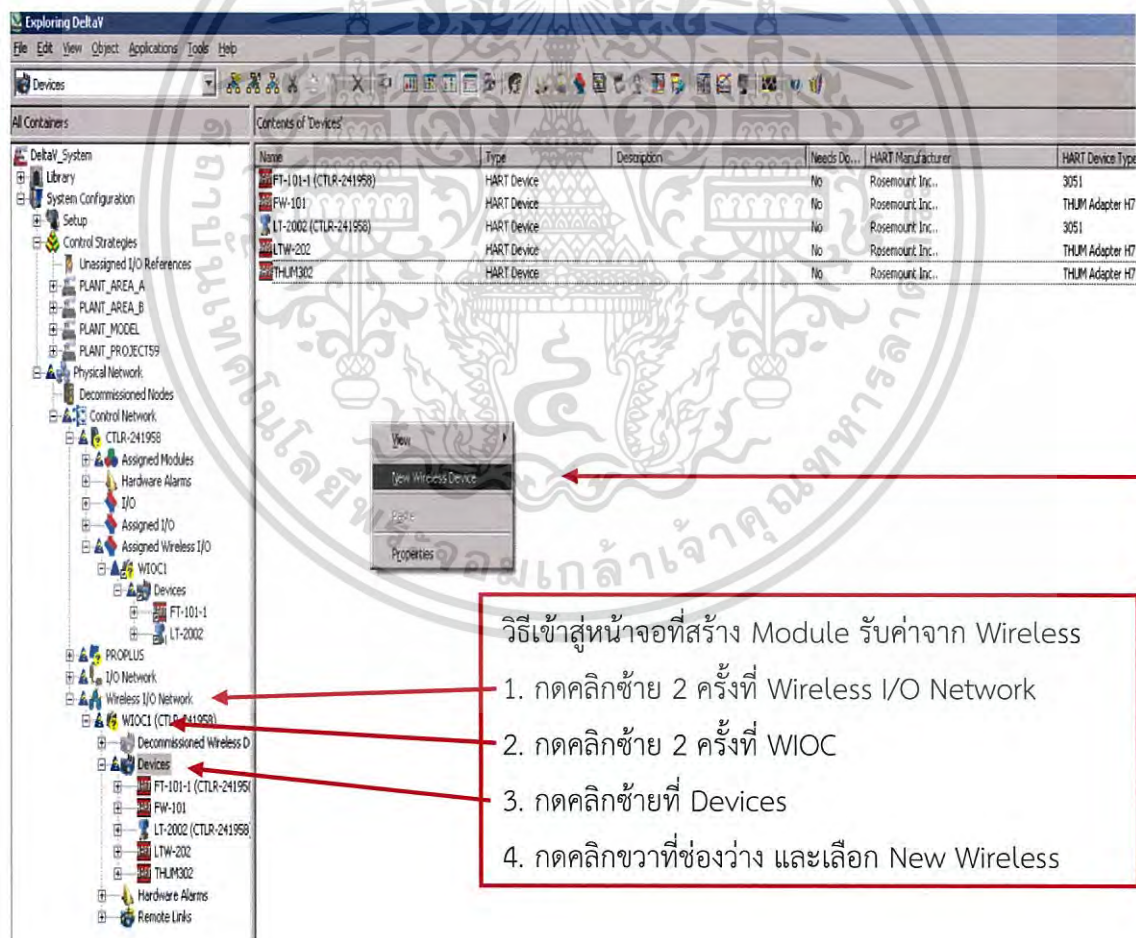 Exploring DeltaV
File Edit View Object Applications Tools Help
Devices
All Containers
Contents of 'Devices'
DeltaV_System
Library
System Configuration
Setup
Control Strategies
Unassigned I/O References
PLANT_AREA_A
PLANT_AREA_B
PLANT_MODEL
PLANT_PROJECT59
Physical Network
Decommissioned Nodes
Control Network
CTLR-241958
Assigned Modules
Hardware Alarms
I/O
Assigned I/O
Assigned Wireless I/O
WIOC1
Devices
FT-101-1
LT-2002
PROPLUS
I/O Network
Wireless I/O Network
WIOC1 (CTLR-241958)
Decommissioned Wireless D
Devices
FT-101-1 (CTLR-24195
FW-101
LT-2002 (CTLR-241958)
LTW-202
THUM302
Hardware Alarms
Remote Links
Name Type Description Needs Do... HART Manufacturer HART Device Type
FT-101-1 (CTLR-241958) HART Device No Rosemount Inc.. 3051
FW-101 HART Device No Rosemount Inc.. THUM Adapter H7
LT-2002 (CTLR-241958) HART Device No Rosemount Inc.. 3051
LTW-202 HART Device No Rosemount Inc.. THUM Adapter H7
THUM302 HART Device No Rosemount Inc.. THUM Adapter H7
View
New Wireless Device
Paste
Properties
วิธีเข้าสู่หน้าจอที่สร้าง Module รับค่าจาก Wireless
1. กดคลิกซ้าย 2 ครั้งที่ Wireless I/O Network
2. กดคลิกซ้าย 2 ครั้งที่ WIOC
3. กดคลิกซ้ายที่ Devices
4. กดคลิกขวาที่ช่องว่าง และเลือก New Wireless